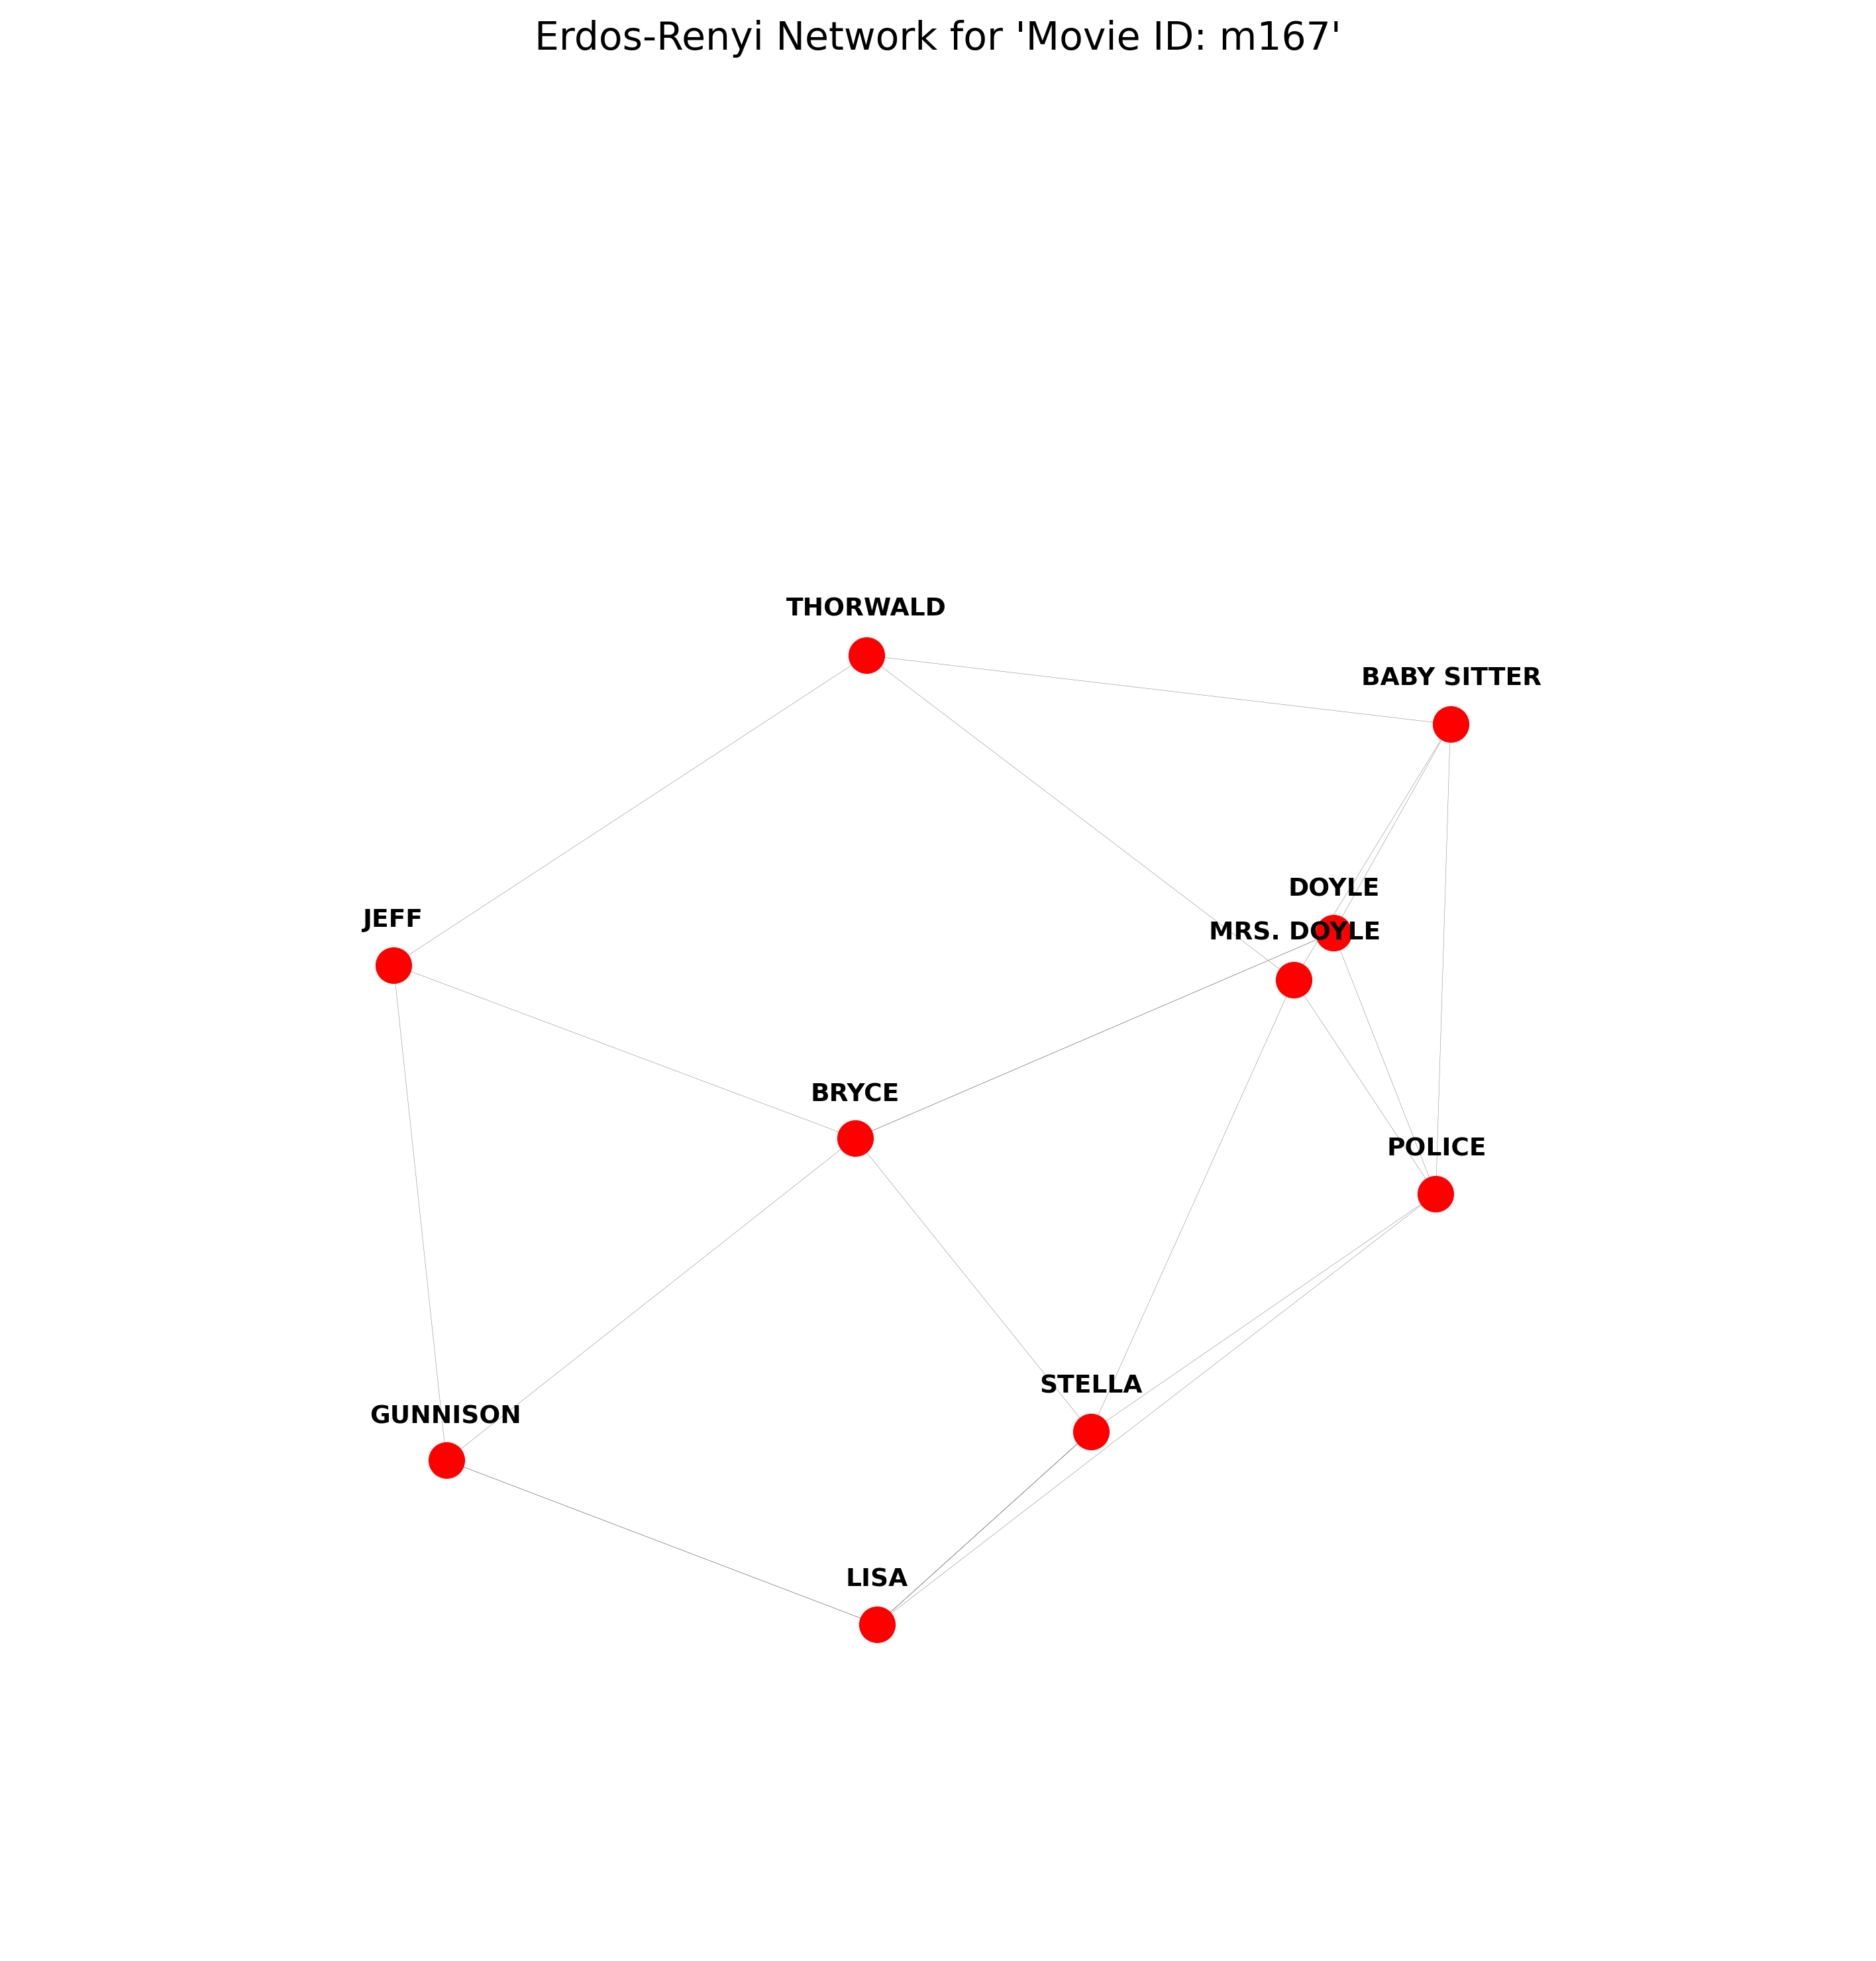 Erdos-Renyi Network for 'Movie ID: m167'
THORWALD
BABY SITTER
DOYLE
JEFF
MRS. DOYLE
BRYCE
POLICE
STELLA
GUNNISON
LISA